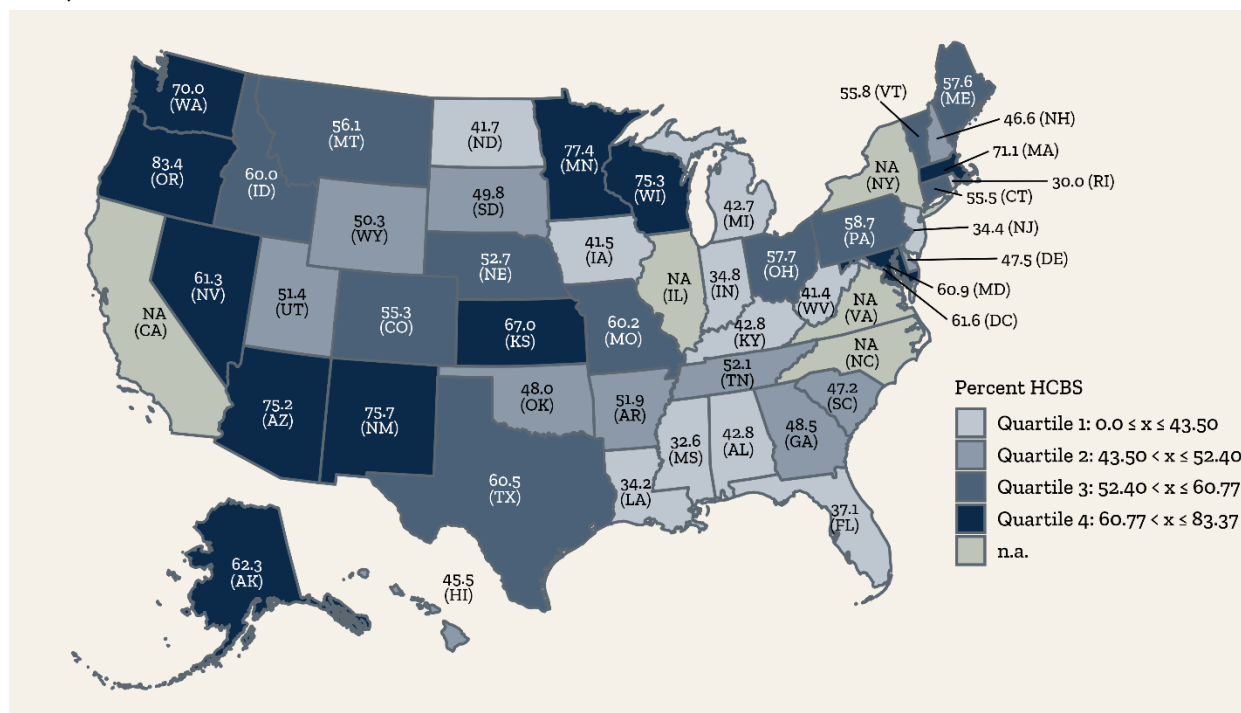 70.0
(WA)
83.4
(OR)
60.0
(ID)
56.1
(MT)
41.7
(ND)
77.4
(MN)
75.3
(WI)
49.8
(SD)
50.3
(WY)
42.7
(MI)
55.8 (VT)
57.6
(ME)
46.6 (NH)
71.1 (MA)
30.0 (RI)
55.5 (CT)
34.4 (NJ)
47.5 (DE)
60.9 (MD)
61.6 (DC)
NA
(NY)
58.7
(PA)
57.7
(OH)
41.5
(IA)
52.7
(NE)
NA
(IL)
34.8
(IN)
41.4
(WV)
NA
(VA)
NA
(CA)
61.3
(NV)
51.4
(UT)
55.3
(CO)
67.0
(KS)
60.2
(MO)
42.8
(KY)
NA
(NC)
52.1
(TN)
75.2
(AZ)
75.7
(NM)
48.0
(OK)
51.9
(AR)
47.2
(SC)
32.6
(MS)
42.8
(AL)
48.5
(GA)
60.5
(TX)
34.2
(LA)
37.1
(FL)
62.3
(AK)
45.5
(HI)
Percent HCBS
Quartile 1: 0.0 ≤ x ≤ 43.50
Quartile 2: 43.50 < x ≤ 52.40
Quartile 3: 52.40 < x ≤ 60.77
Quartile 4: 60.77 < x ≤ 83.37
n.a.